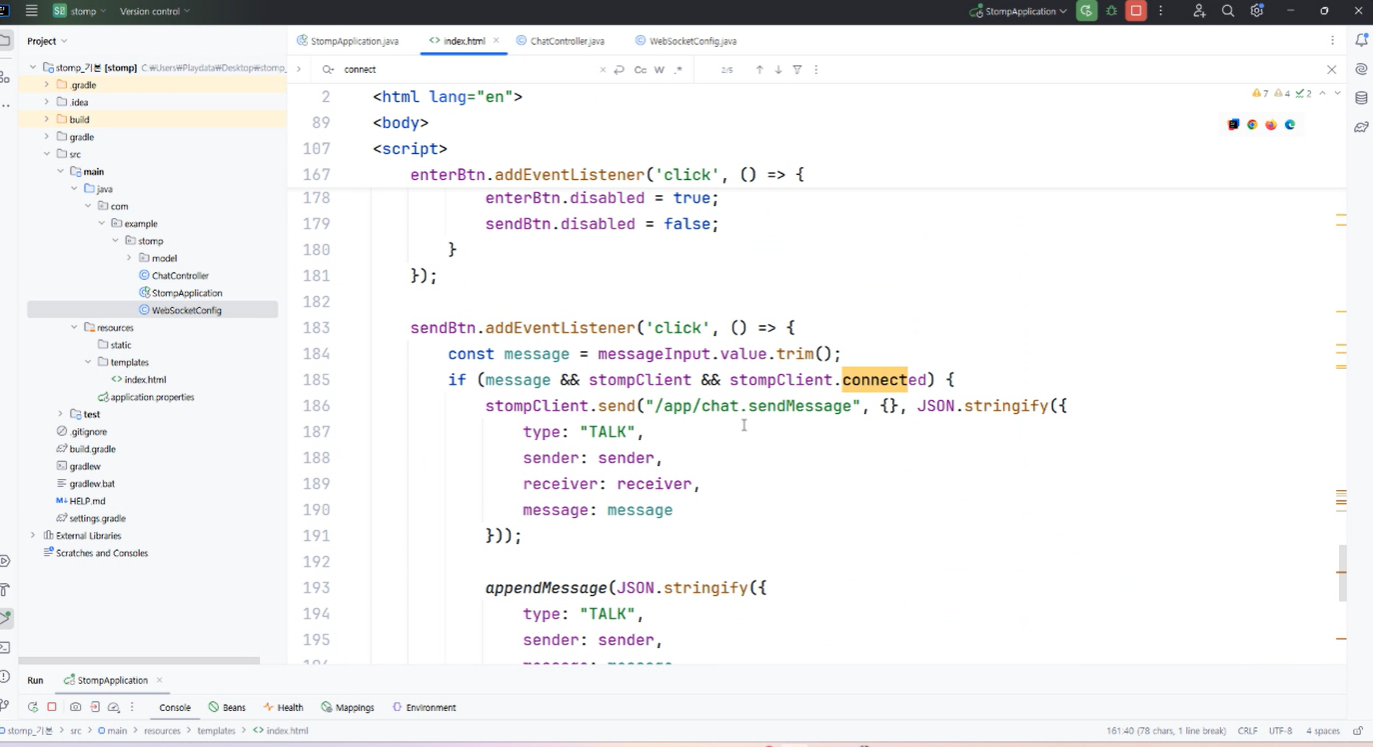 SB stomp Version control StompApplication
Project
StompApplication.java index.html ChatController.java WebSocketConfig.java
connect Cc W .* 2/5
7 4 2
stomp_기본 [stomp] C:₩Users₩Playdata₩Desktop₩stomp_
.gradle
.idea
build
gradle
src
main
java
com
example
stomp
model
ChatController
StompApplication
WebSocketConfig
resources
static
templates
index.html
application.properties
test
.gitignore
build.gradle
gradlew
gradlew.bat
HELP.md
settings.gradle
External Libraries
Scratches and Consoles
2 <html lang="en">
89 <body>
107 <script>
167 enterBtn.addEventListener('click', () => {
178 enterBtn.disabled = true;
179 sendBtn.disabled = false;
180 }
181 });
182
183 sendBtn.addEventListener('click', () => {
184 const message = messageInput.value.trim();
185 if (message && stompClient && stompClient.connected) {
186 stompClient.send("/app/chat.sendMessage", {}, JSON.stringify({
187 type: "TALK",
188 sender: sender,
189 receiver: receiver,
190 message: message
191 }));
192
193 appendMessage(JSON.stringify({
194 type: "TALK",
195 sender: sender,
Run StompApplication
Console Beans Health Mappings Environment
stomp_기본 > src > main > resources > templates > index.html 161:40 (78 chars, 1 line break) CRLF UTF-8 4 spaces